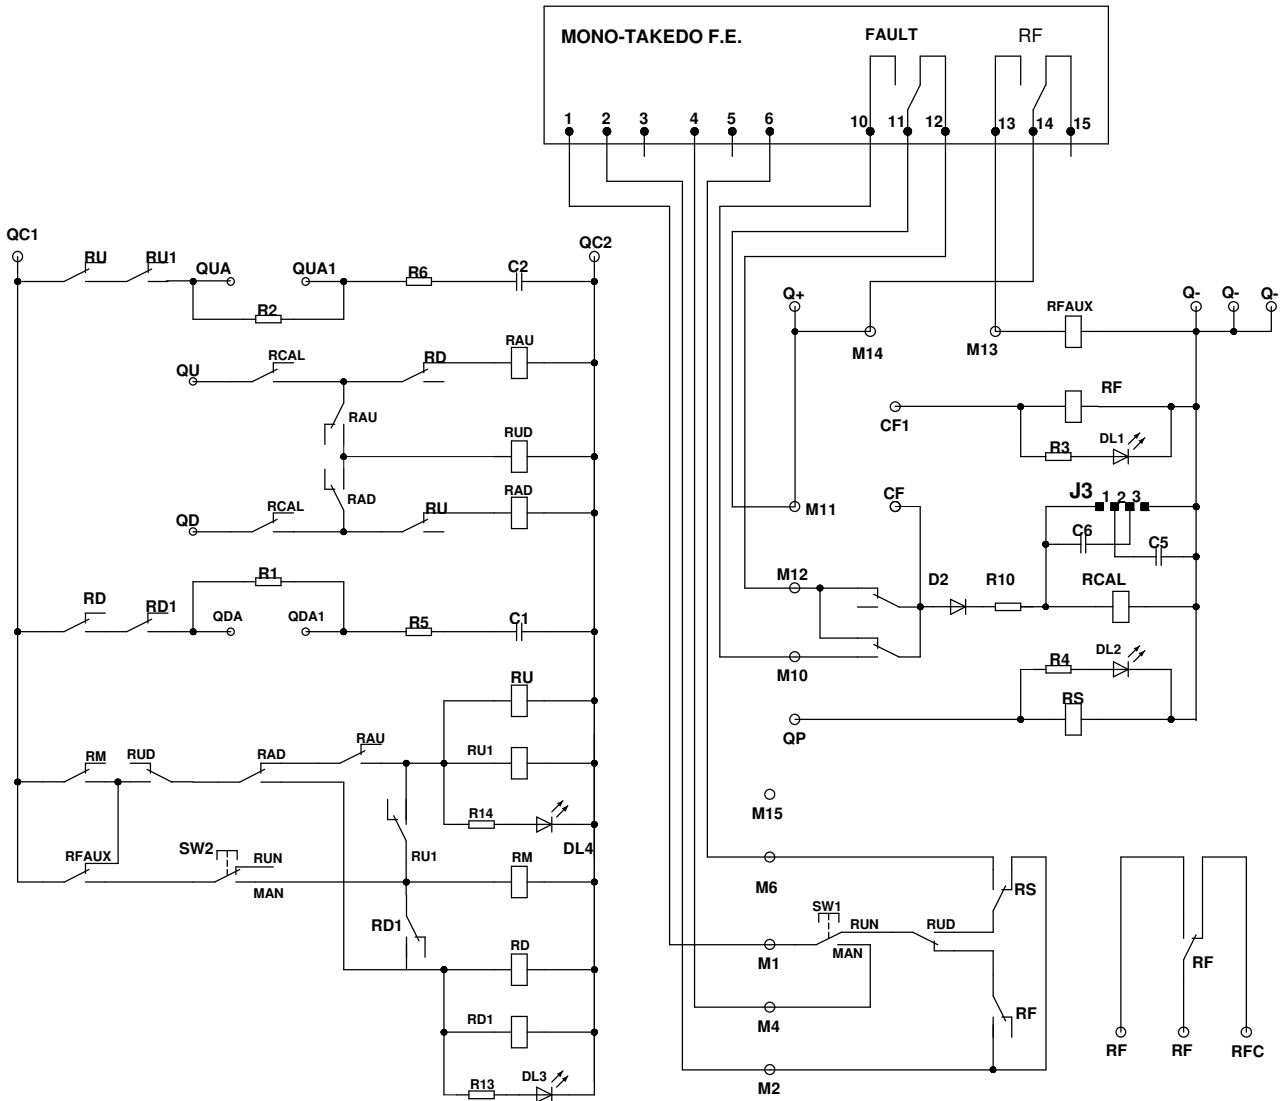 MONO-TAKEDO F.E. FAULT RF
1 2 3 4 5 6 10 11 12 13 14 15
QC1 QC2
RU RU1 QUA QUA1 R6 C2
R2
Q+ RFAUX Q- Q- Q-
M14 M13
RAU
QU RCAL RD
RAU
RF
CF1
RUD
R3 DL1
RAD
RAD
QD RCAL RU
CF J3 1 2 3
M11
C6 C5
R1
M12 D2 R10 RCAL
RD RD1 QDA QDA1 R5 C1
M10
R4 DL2
RU
RS
QP
RM RUD RAD RAU RU1
R14 DL4
M15
RFAUX SW2 RUN RU1 RM
MAN
M6 RS
RD1 RD
SW1 RUN RUD
M1 MAN
RF
RD1
M4 RF
RF RF RFC
R13 DL3
M2